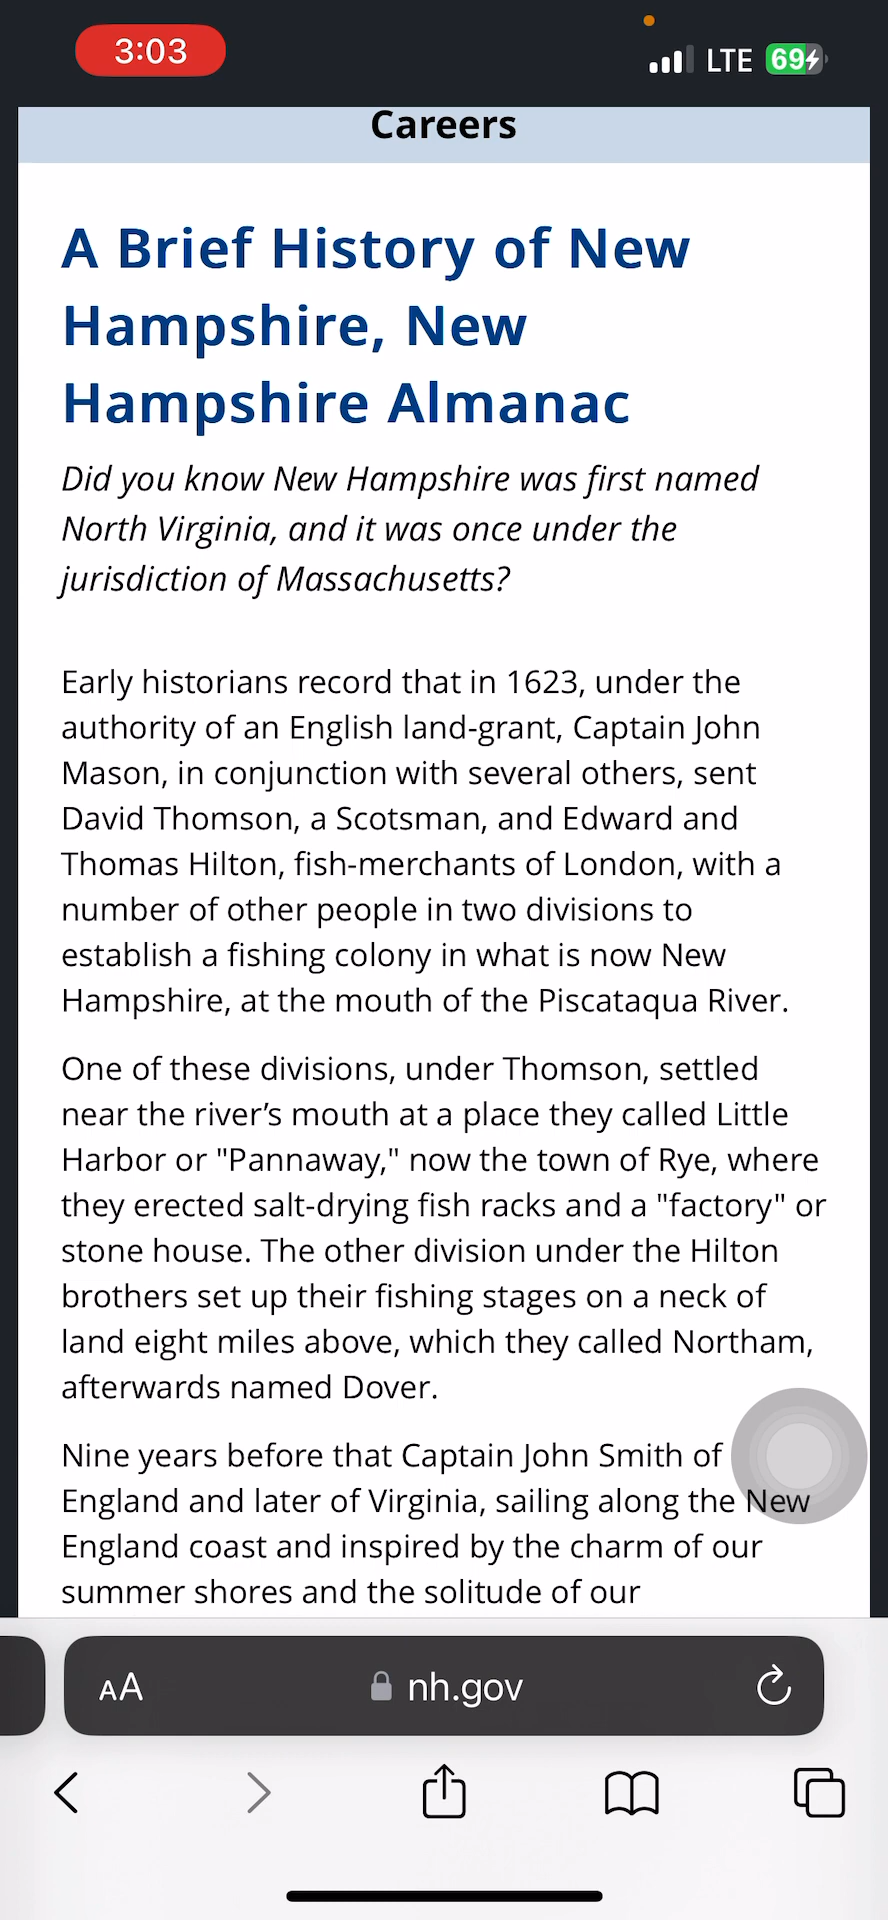 3:03
LTE 69
Careers
A Brief History of New
Hampshire, New
Hampshire Almanac
Did you know New Hampshire was first named
North Virginia, and it was once under the
jurisdiction of Massachusetts?
Early historians record that in 1623, under the
authority of an English land-grant, Captain John
Mason, in conjunction with several others, sent
David Thomson, a Scotsman, and Edward and
Thomas Hilton, fish-merchants of London, with a
number of other people in two divisions to
establish a fishing colony in what is now New
Hampshire, at the mouth of the Piscataqua River.
One of these divisions, under Thomson, settled
near the river’s mouth at a place they called Little
Harbor or "Pannaway," now the town of Rye, where
they erected salt-drying fish racks and a "factory" or
stone house. The other division under the Hilton
brothers set up their fishing stages on a neck of
land eight miles above, which they called Northam,
afterwards named Dover.
Nine years before that Captain John Smith of
England and later of Virginia, sailing along the New
England coast and inspired by the charm of our
summer shores and the solitude of our
AA nh.gov